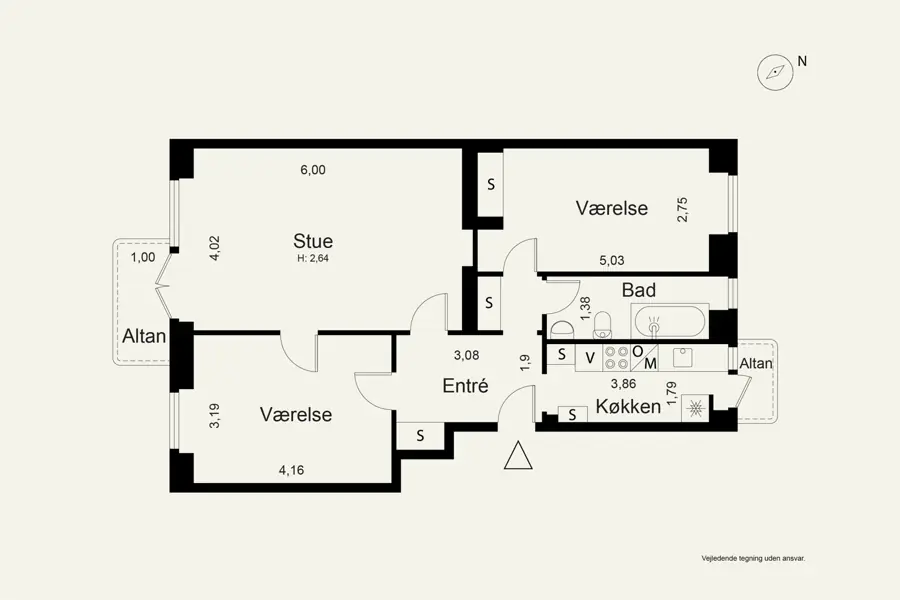 N
6,00
S
Værelse
2,75
4,02
Stue
H: 2,64
5,03
1,00
Altan
S
Bad
1,38
3,08
Entré
1,9
S
V
O
M
Altan
3,86
1,79
Køkken
S
3,19
Værelse
4,16
S
Vejledende tegning uden ansvar.